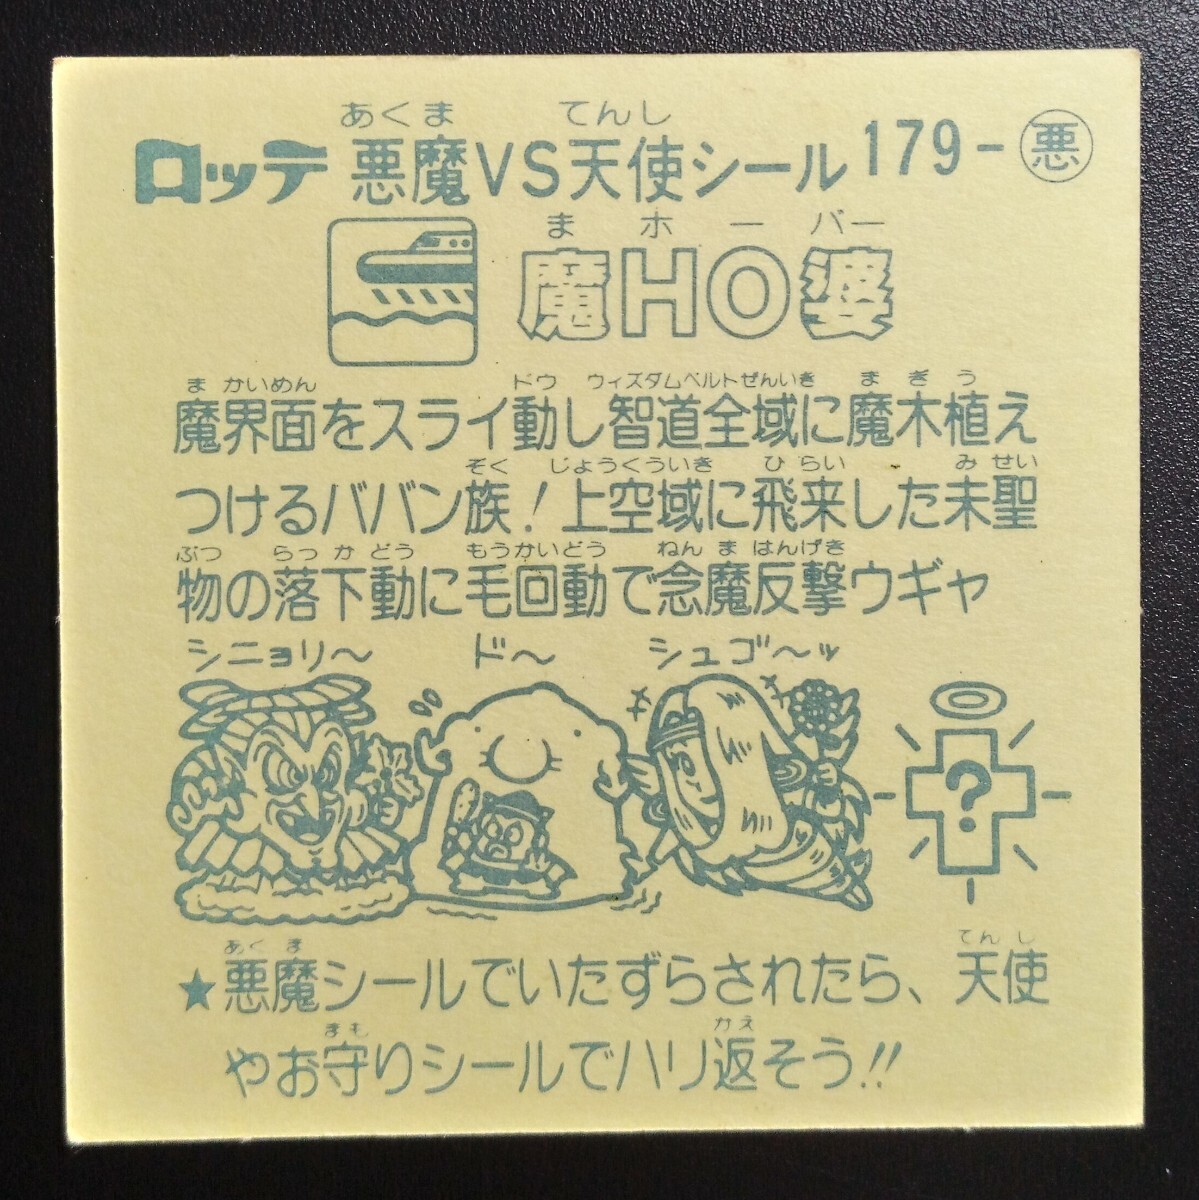 あくま てんし
ロッテ 悪魔VS天使シール 179-悪
まホーバー
魔HO婆
まかいめん ドウ ウィズダムベルトぜんいき まぎう
魔界面をスライ動し智道全域に魔木植え
ぞく じょうくういき ひらい みせい
つけるババン族!上空域に飛来した未聖
ぶつ らっかどう もうかいどう ねんまはんげき
物の落下動に毛回動で念魔反撃ウギャ
シニョリ〜 ド〜 シュゴ〜ッ
?
あくま てんし
★悪魔シールでいたずらされたら、天使
まも かえ
やお守りシールでハリ返そう!!